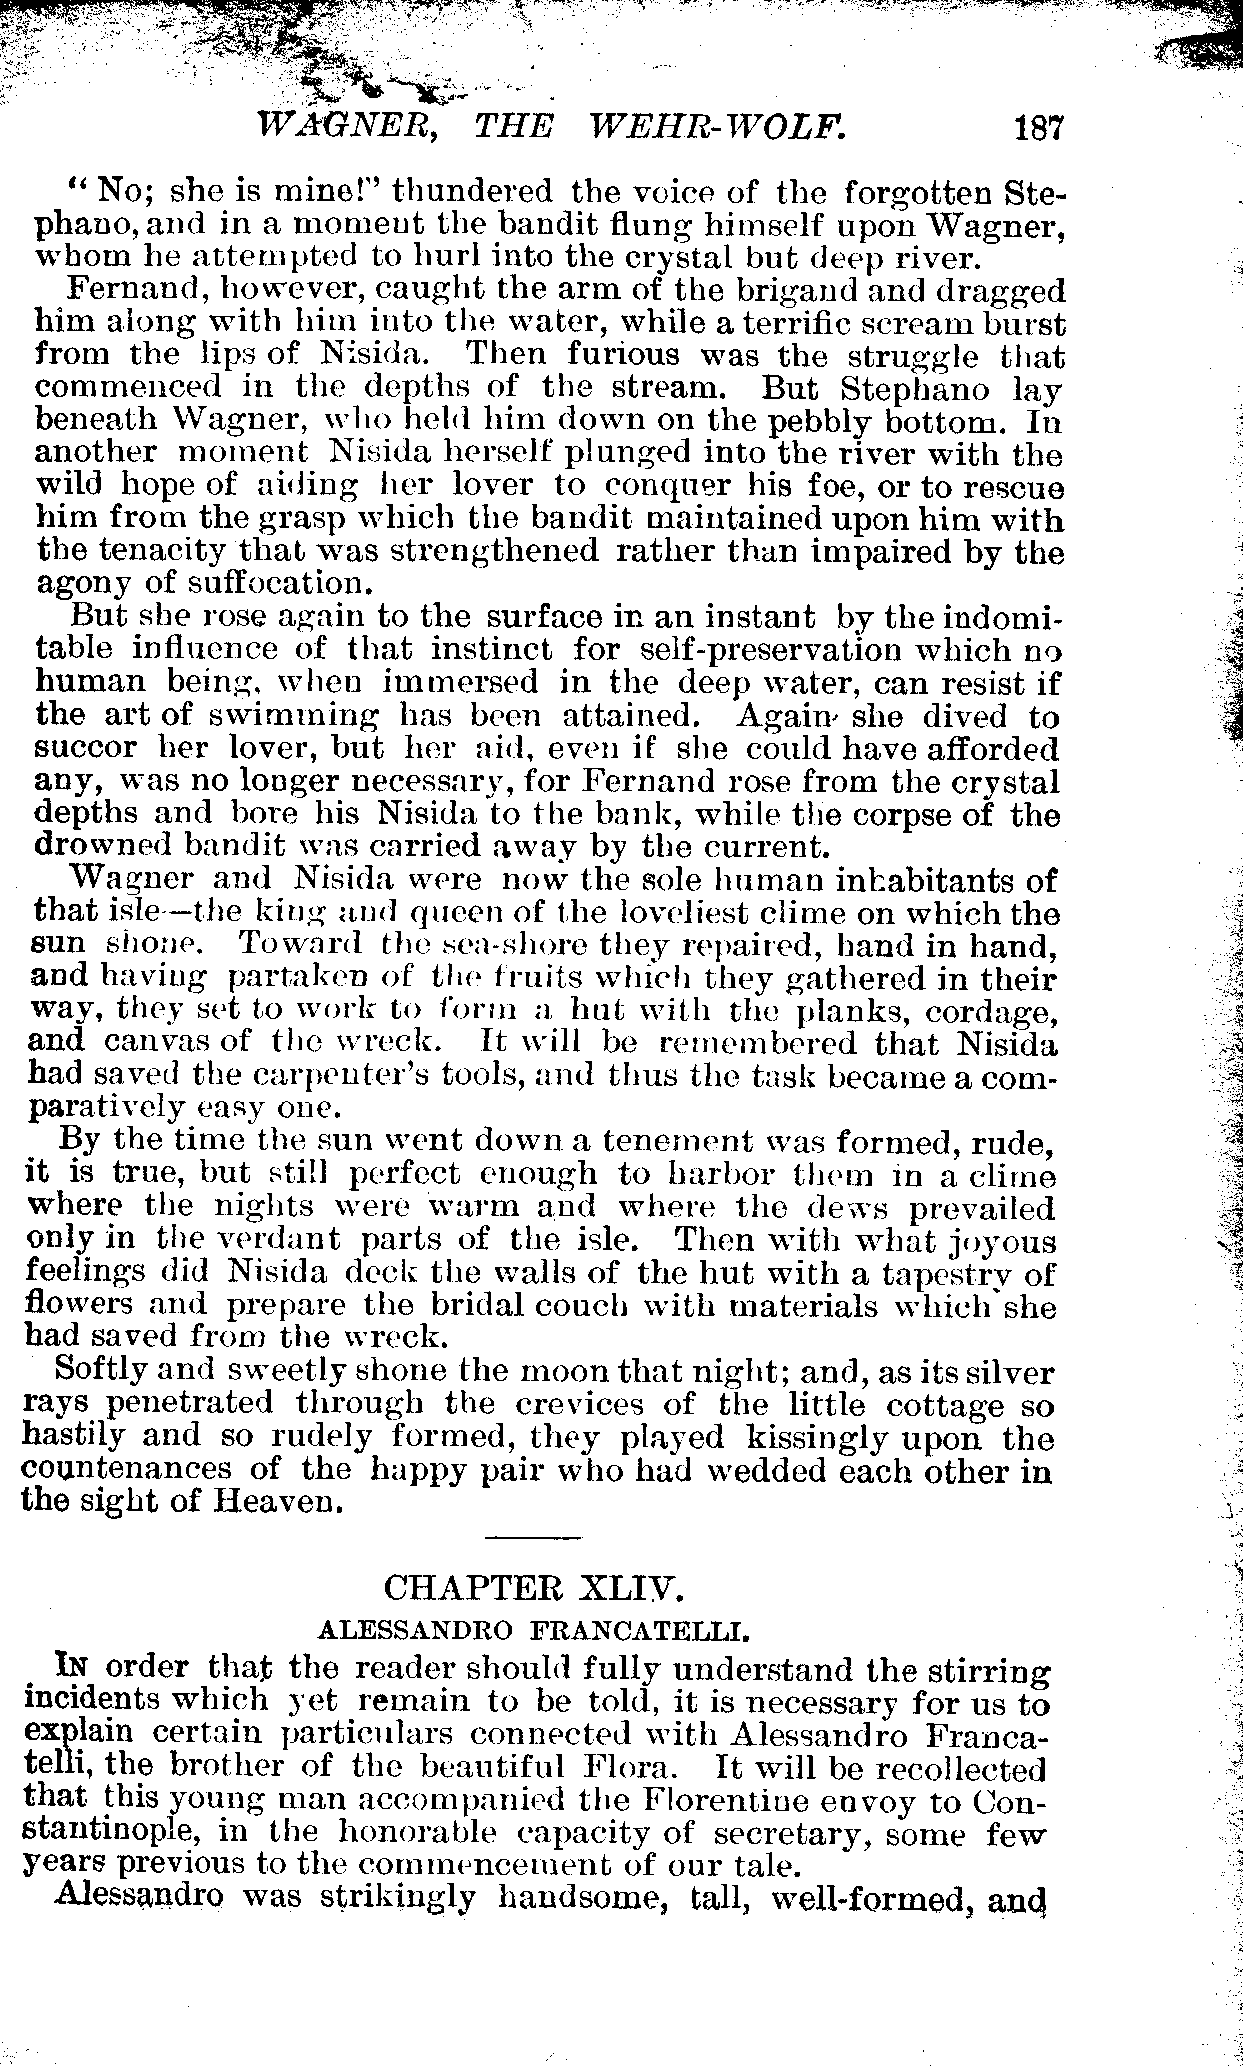 WAGNER, THE WEHR-WOLF. 187
“ No; she is mine!” thundered the voice of the forgotten Ste-
phano, and in a moment the bandit flung himself upon Wagner,
whom he attempted to hurl into the crystal but deep river.
Fernand, however, caught the arm of the brigand and dragged
him along with him into the water, while a terrific scream burst
from the lips of Nisida. Then furious was the struggle that
commenced in the depths of the stream. But Stephano lay
beneath Wagner, who held him down on the pebbly bottom. In
another moment Nisida herself plunged into the river with the
wild hope of aiding her lover to conquer his foe, or to rescue
him from the grasp which the bandit maintained upon him with
the tenacity that was strengthened rather than impaired by the
agony of suffocation.
But she rose again to the surface in an instant by the indomi-
table influence of that instinct for self-preservation which no
human being, when immersed in the deep water, can resist if
the art of swimming has been attained. Again she dived to
succor her lover, but her aid, even if she could have afforded
any, was no longer necessary, for Fernand rose from the crystal
depths and bore his Nisida to the bank, while the corpse of the
drowned bandit was carried away by the current.
Wagner and Nisida were now the sole human inhabitants of
that isle—the king and queen of the loveliest clime on which the
sun shone. Toward the sea-shore they repaired, hand in hand,
and having partaken of the fruits which they gathered in their
way, they set to work to form a hut with the planks, cordage,
and canvas of the wreck. It will be remembered that Nisida
had saved the carpenter's tools, and thus the task became a com-
paratively easy one.
By the time the sun went down a tenement was formed, rude,
it is true, but still perfect enough to harbor them in a clime
where the nights were warm and where the dews prevailed
only in the verdant parts of the isle. Then with what joyous
feelings did Nisida deck the walls of the hut with a tapestry of
flowers and prepare the bridal couch with materials which she
had saved from the wreck.
Softly and sweetly shone the moon that night; and, as its silver
rays penetrated through the crevices of the little cottage so
hastily and so rudely formed, they played kissingly upon the
countenances of the happy pair who had wedded each other in
the sight of Heaven.
CHAPTER XLIV.
ALESSANDRO FRANCATELLI.
IN order that the reader should fully understand the stirring
incidents which yet remain to be told, it is necessary for us to
explain certain particulars connected with Alessandro Franca-
telli, the brother of the beautiful Flora. It will be recollected
that this young man accompanied the Florentine envoy to Con-
stantinople, in the honorable capacity of secretary, some few
years previous to the commencement of our tale.
Alessandro was strikingly handsome, tall, well-formed, and